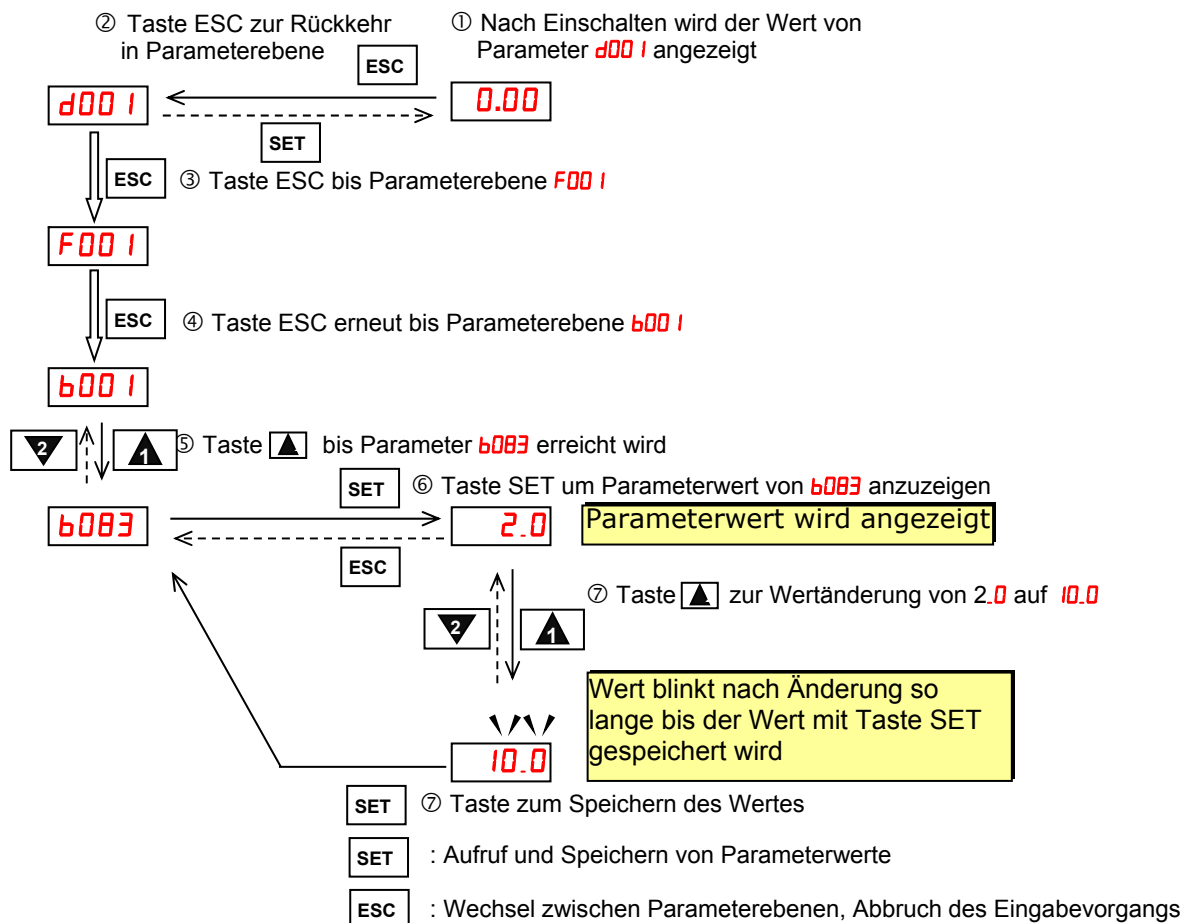 ② Taste ESC zur Rückkehr
in Parameterebene
① Nach Einschalten wird der Wert von
Parameter d001 angezeigt
ESC
d001
0.00
SET
ESC
③ Taste ESC bis Parameterebene F001
F001
ESC
④ Taste ESC erneut bis Parameterebene b001
b001
2
1
⑤ Taste ▲ bis Parameter b083 erreicht wird
SET
⑥ Taste SET um Parameterwert von b083 anzuzeigen
b083
2.0
Parameterwert wird angezeigt
ESC
⑦ Taste ▲ zur Wertänderung von 2.0 auf 10.0
2
1
Wert blinkt nach Änderung so
lange bis der Wert mit Taste SET
gespeichert wird
10.0
SET
⑦ Taste zum Speichern des Wertes
SET : Aufruf und Speichern von Parameterwerte
ESC : Wechsel zwischen Parameterebenen, Abbruch des Eingabevorgangs